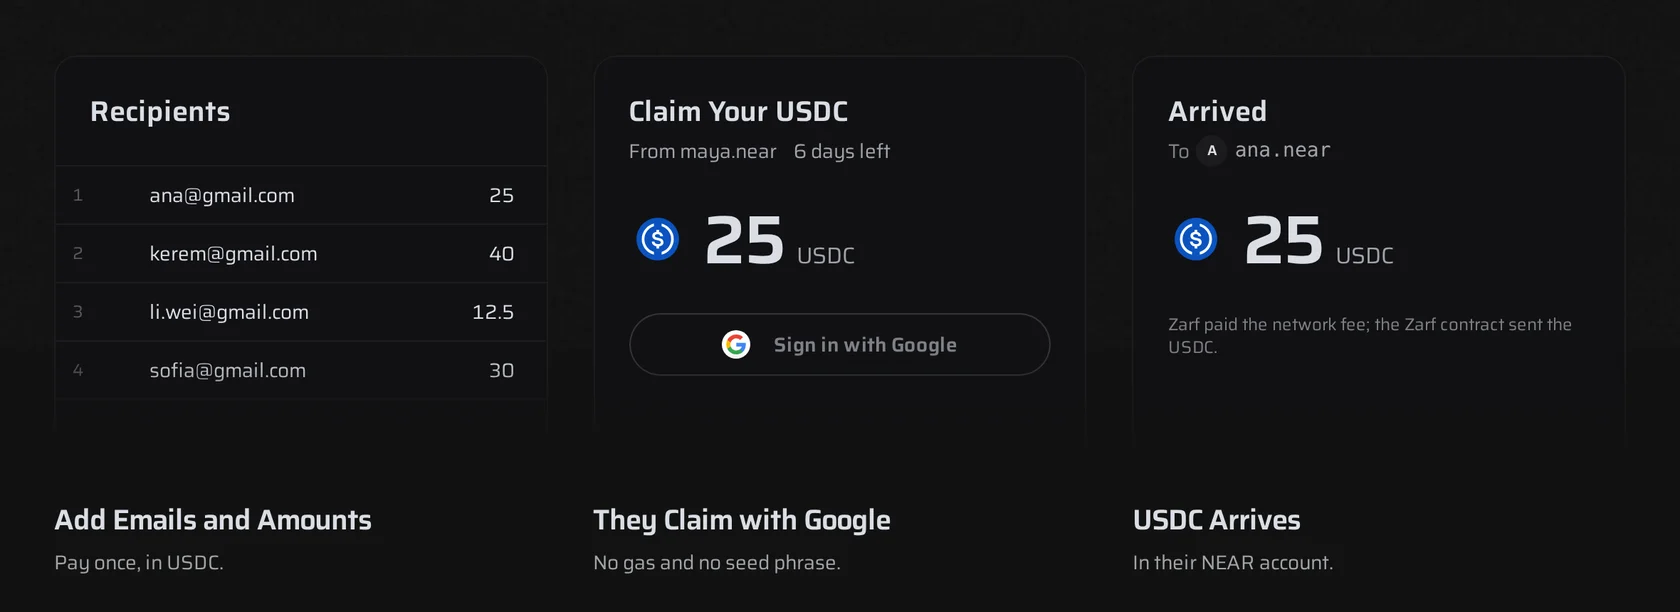 Recipients
1 ana@gmail.com 25
2 kerem@gmail.com 40
3 li.wei@gmail.com 12.5
4 sofia@gmail.com 30
Claim Your USDC
From maya.near 6 days left
25 USDC
Sign in with Google
Arrived
To A ana.near
25 USDC
Zarf paid the network fee; the Zarf contract sent the
USDC.
Add Emails and Amounts
Pay once, in USDC.
They Claim with Google
No gas and no seed phrase.
USDC Arrives
In their NEAR account.